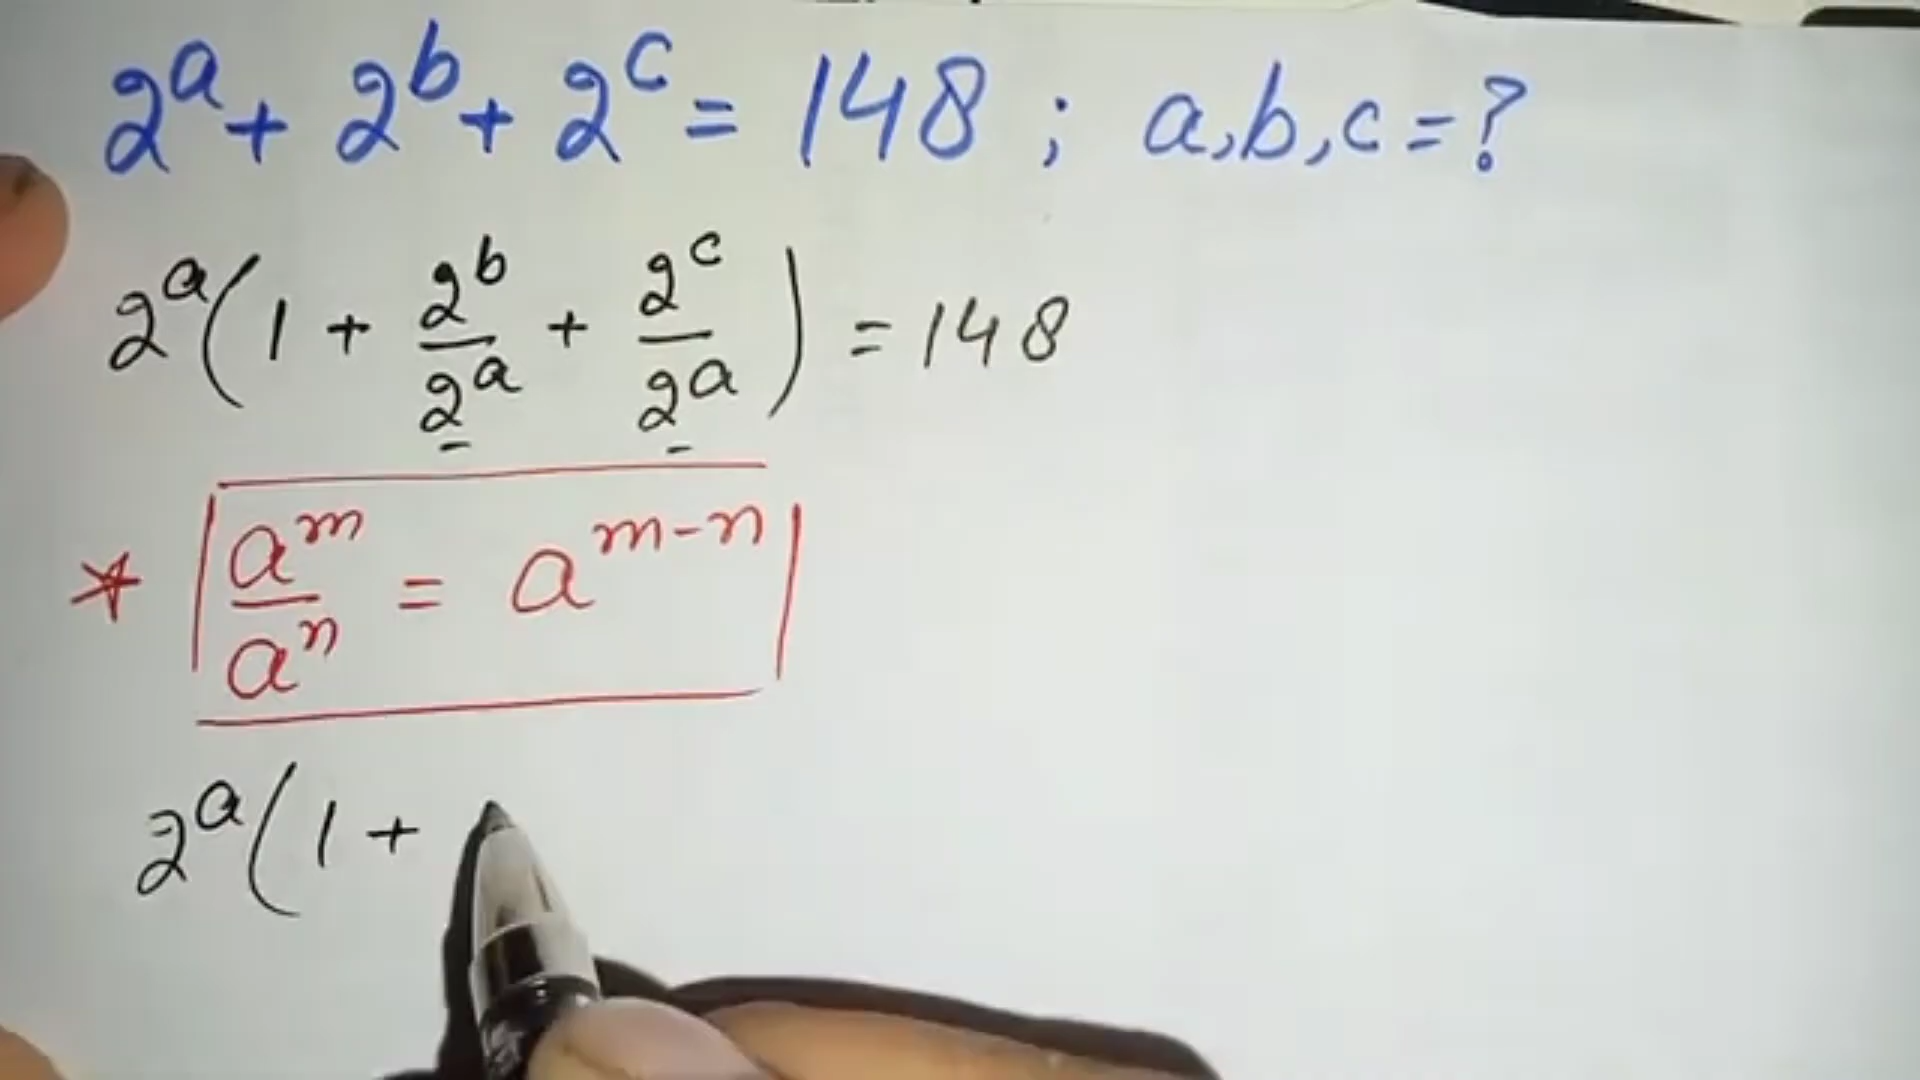 2^a + 2^b + 2^c = 148 ; a,b,c = ?
2^a ( 1 + 2^b/2^a + 2^c/2^a ) = 148
* a^m/a^n = a^(m-n)
2^a ( 1 +